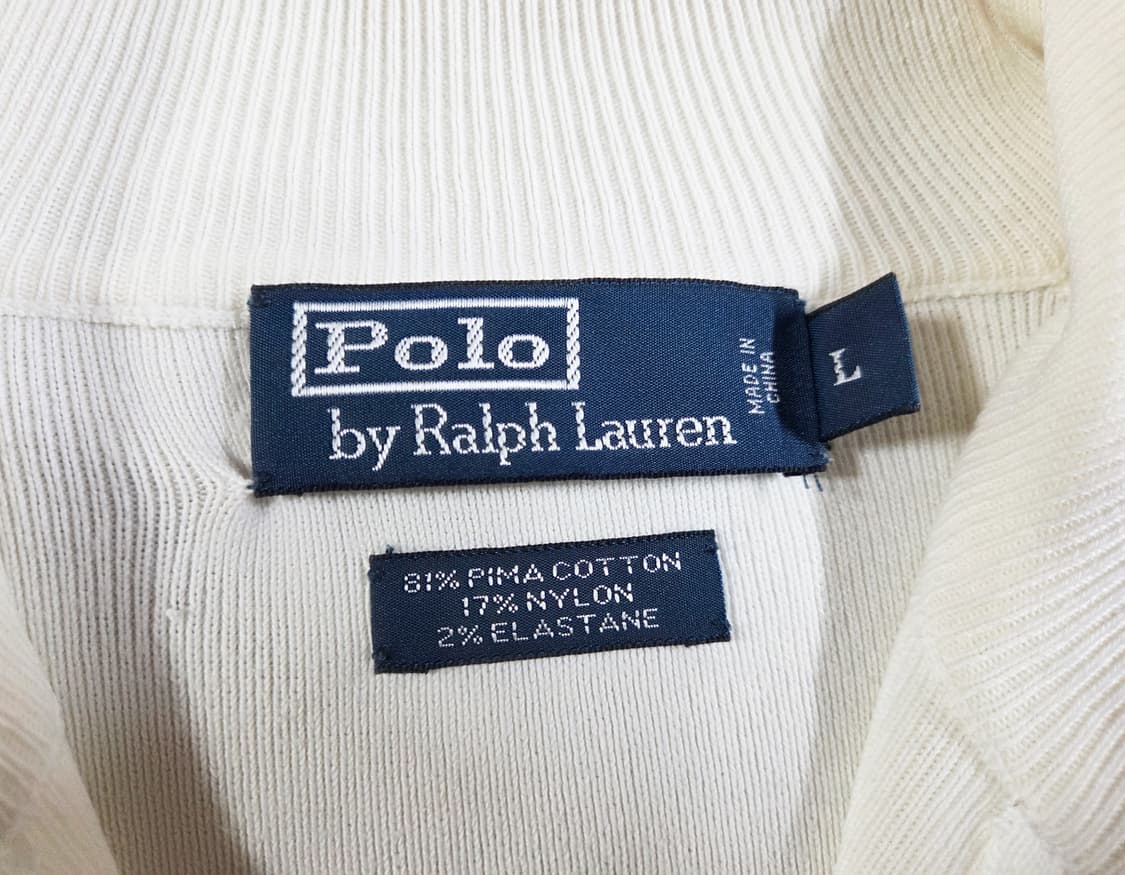 Polo
by Ralph Lauren
MADE IN
CHINA
L
81% PIMA COTTON
17% NYLON
2% ELASTANE